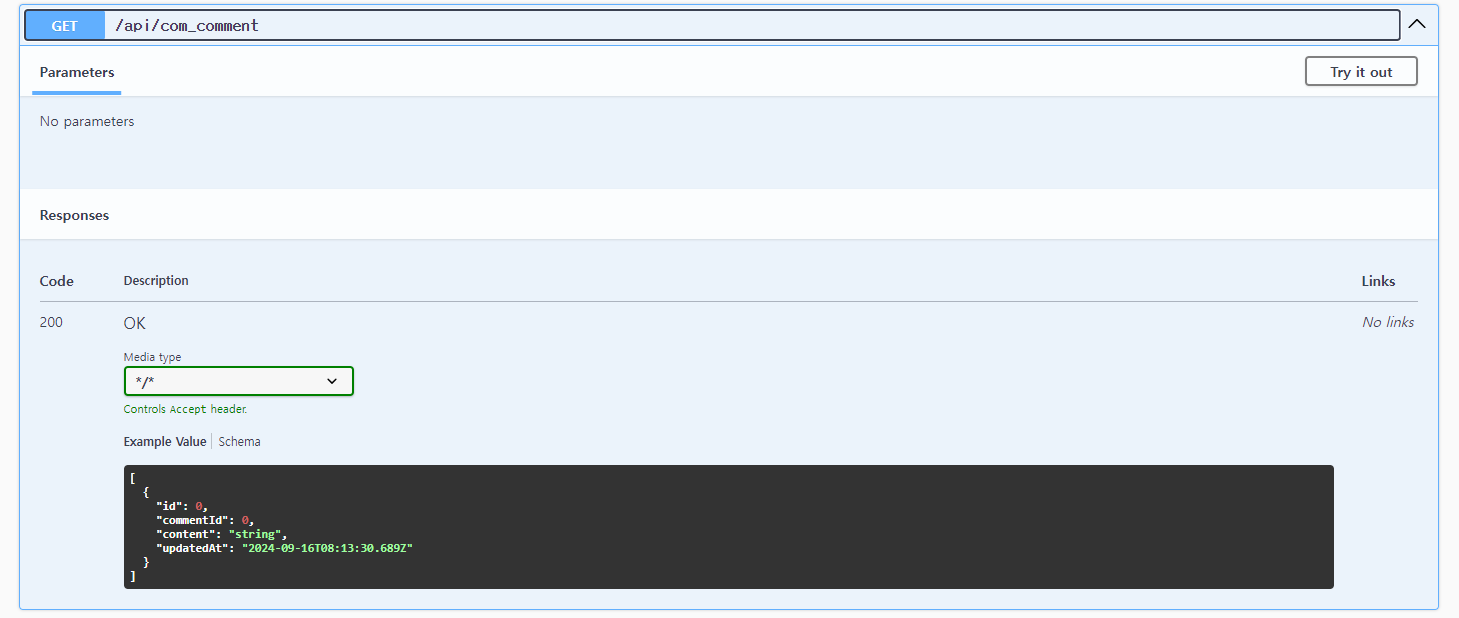 GET /api/com_comment
Parameters
Try it out
No parameters
Responses
Code Description Links
200 OK No links
Media type
*/*
Controls Accept header.
Example Value Schema
[
  {
    "id": 0,
    "commentId": 0,
    "content": "string",
    "updatedAt": "2024-09-16T08:13:30.689Z"
  }
]